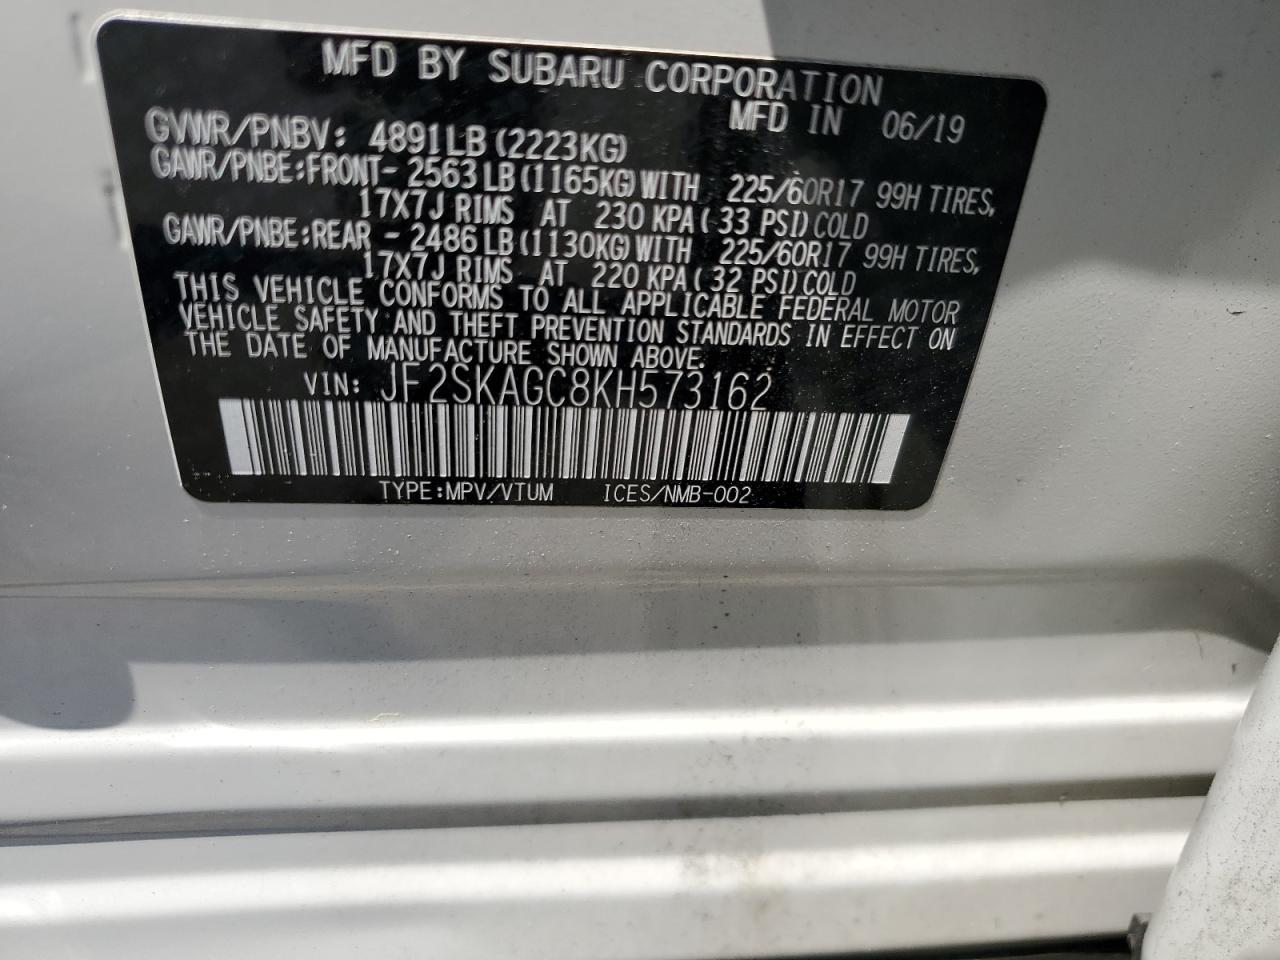 MFD BY SUBARU CORPORATION
MFD IN 06/19
GVWR/PNBV: 4891LB (2223KG)
GAWR/PNBE:FRONT- 2563LB(1165KG)WITH 225/60R17 99H TIRES,
17X7J RIMS AT 230 KPA( 33 PSI)COLD
GAWR/PNBE:REAR - 2486LB(1130KG)WITH 225/60R17 99H TIRES,
17X7J RIMS AT 220 KPA( 32 PSI)COLD
THIS VEHICLE CONFORMS TO ALL APPLICABLE FEDERAL MOTOR
VEHICLE SAFETY AND THEFT PREVENTION STANDARDS IN EFFECT ON
THE DATE OF MANUFACTURE SHOWN ABOVE.
VIN: JF2SKAGC8KH573162
TYPE:MPV/VTUM ICES/NMB-002